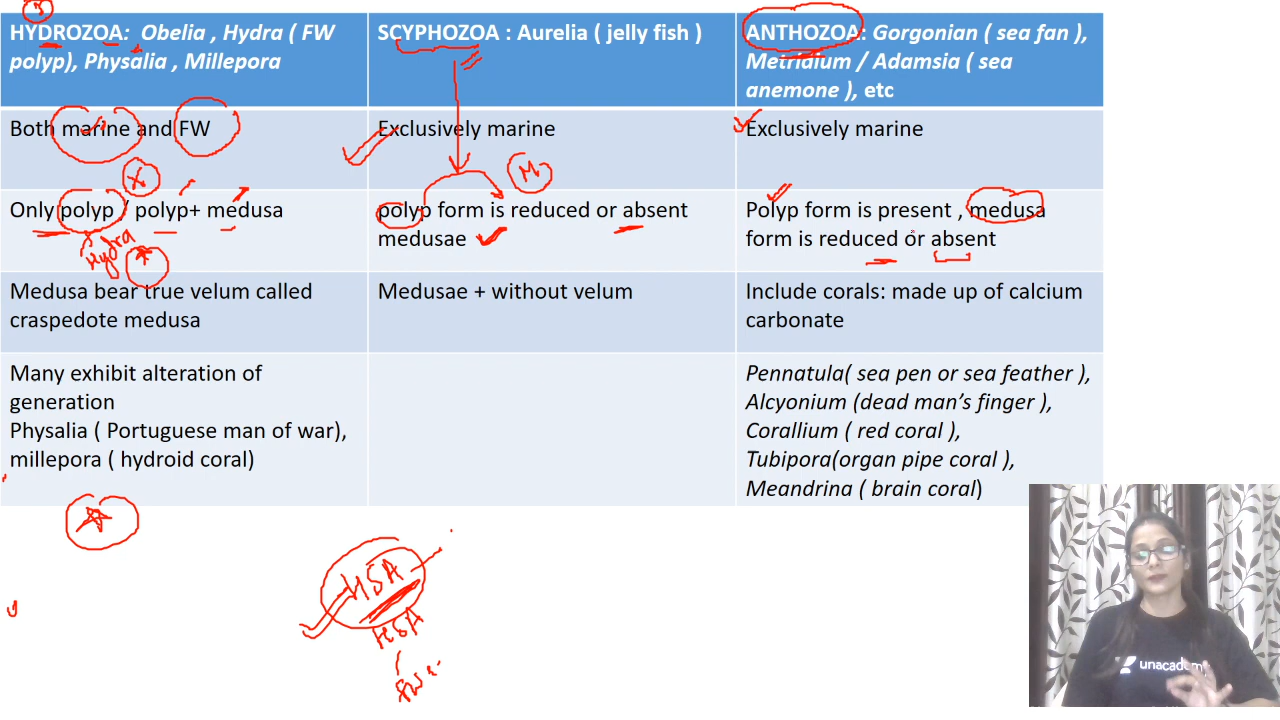 HYDROZOA: Obelia , Hydra ( FW
polyp), Physalia , Millepora
SCYPHOZOA : Aurelia ( jelly fish )
ANTHOZOA: Gorgonian ( sea fan ),
Metridium / Adamsia ( sea
anemone ), etc
Both marine and FW
Exclusively marine
Exclusively marine
M
Only polyp / polyp+ medusa
polyp form is reduced or absent
medusae
Polyp form is present , medusa
form is reduced or absent
Hydra
Medusa bear true velum called
craspedote medusa
Medusae + without velum
Include corals: made up of calcium
carbonate
Many exhibit alteration of
generation
Physalia ( Portuguese man of war),
millepora ( hydroid coral)
Pennatula( sea pen or sea feather ),
Alcyonium (dead man's finger ),
Corallium ( red coral ),
Tubipora(organ pipe coral ),
Meandrina ( brain coral)
HSA
HSA
FW
unacademy